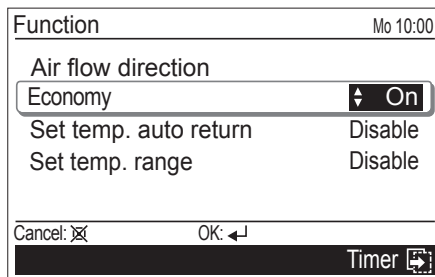 Function Mo 10:00
Air flow direction
Economy On
Set temp. auto return Disable
Set temp. range Disable
Cancel: OK:
Timer